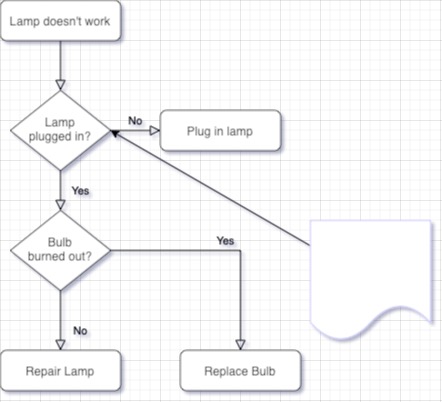 Lamp doesn't work
Lamp
plugged in?
No
Plug in lamp
Yes
Bulb
burned out?
Yes
No
Repair Lamp
Replace Bulb